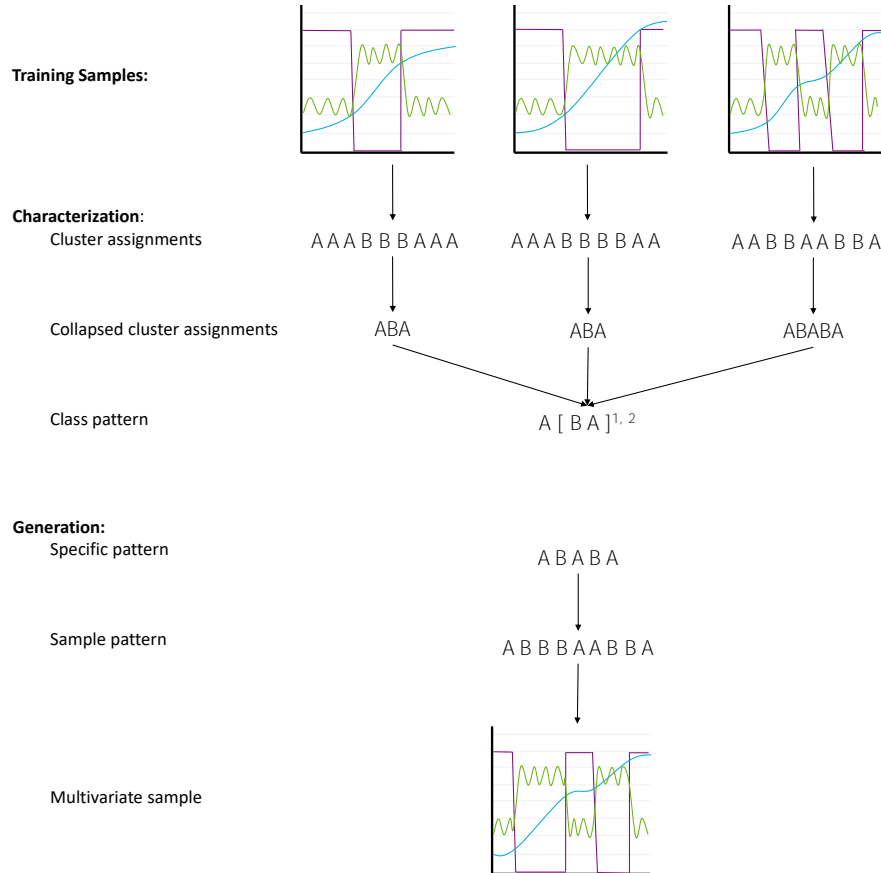 Training Samples:
Characterization:
Cluster assignments
A A A B B B A A A
A A A B B B B A A
A A B B A A B B A
Collapsed cluster assignments
ABA
ABA
ABABA
Class pattern
A [ B A ]1, 2
Generation:
Specific pattern
A B A B A
Sample pattern
A B B B A A B B A
Multivariate sample